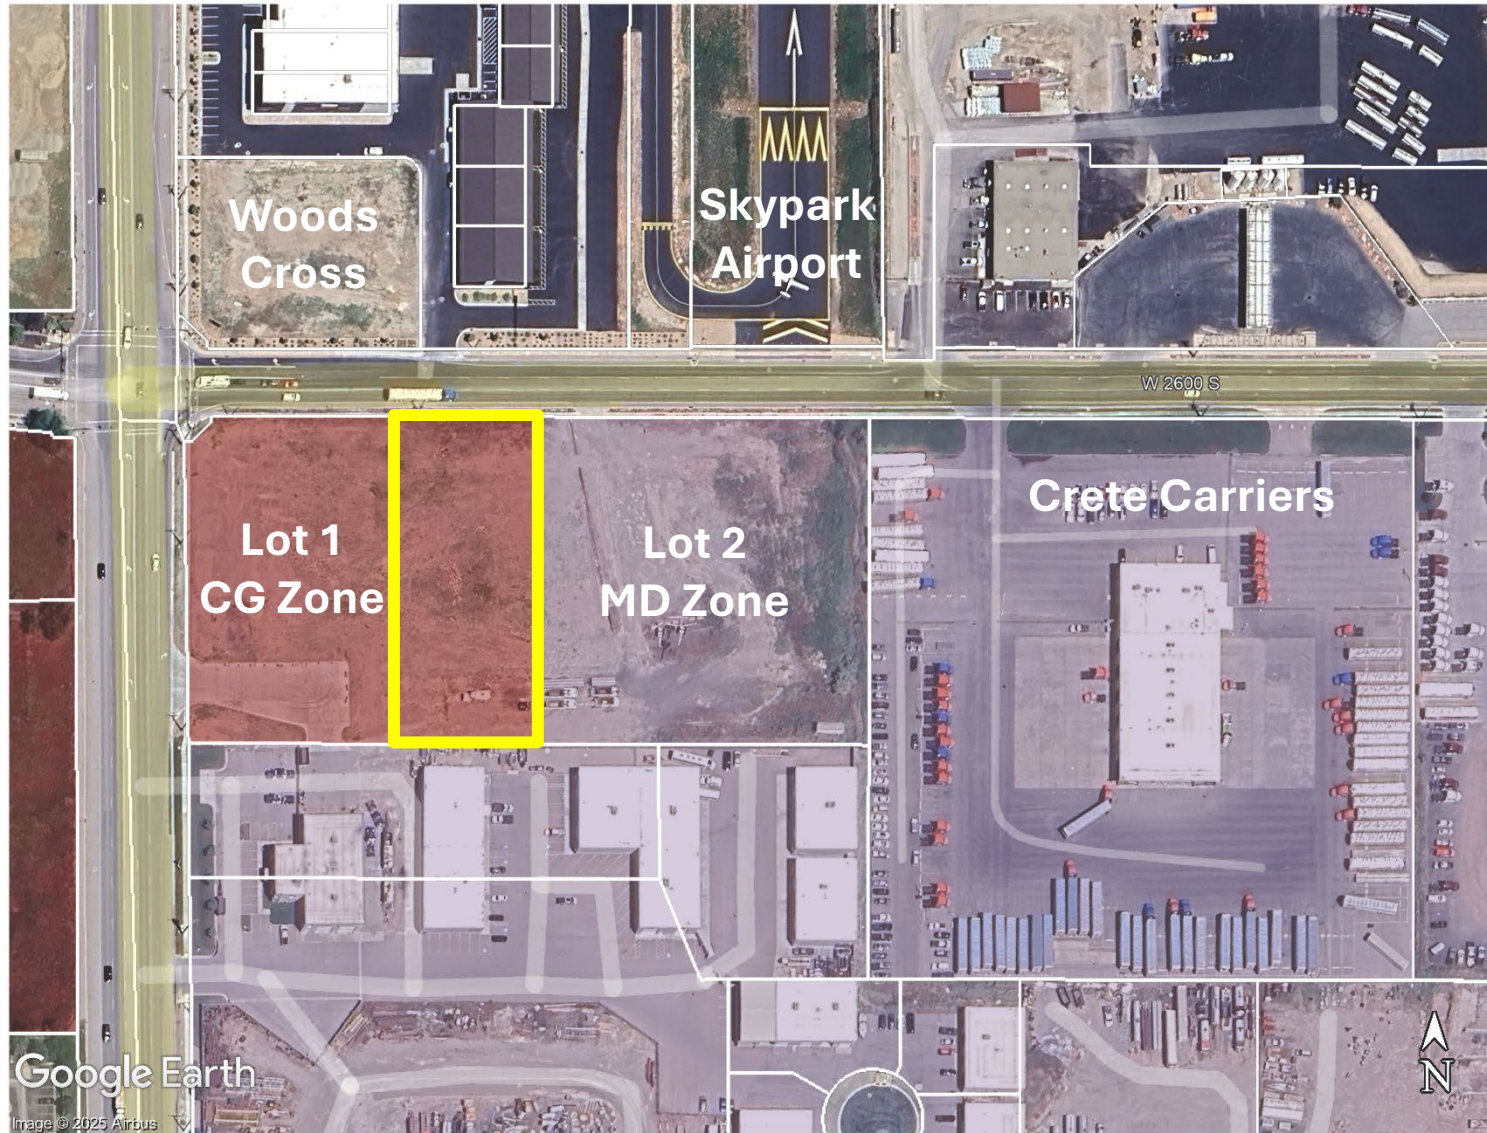 Woods
Cross
Skypark
Airport
W 2600 S
Crete Carriers
Lot 1
CG Zone
Lot 2
MD Zone
Google Earth
Image © 2025 Airbus
N